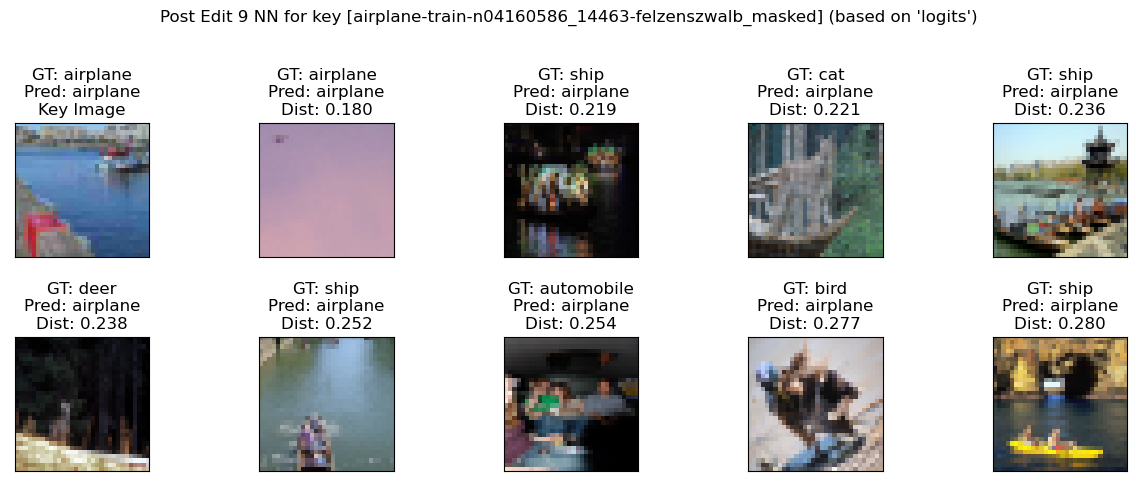 Post Edit 9 NN for key [airplane-train-n04160586_14463-felzenszwalb_masked] (based on 'logits')
GT: airplane
Pred: airplane
Key Image
GT: airplane
Pred: airplane
Dist: 0.180
GT: ship
Pred: airplane
Dist: 0.219
GT: cat
Pred: airplane
Dist: 0.221
GT: ship
Pred: airplane
Dist: 0.236
GT: deer
Pred: airplane
Dist: 0.238
GT: ship
Pred: airplane
Dist: 0.252
GT: automobile
Pred: airplane
Dist: 0.254
GT: bird
Pred: airplane
Dist: 0.277
GT: ship
Pred: airplane
Dist: 0.280